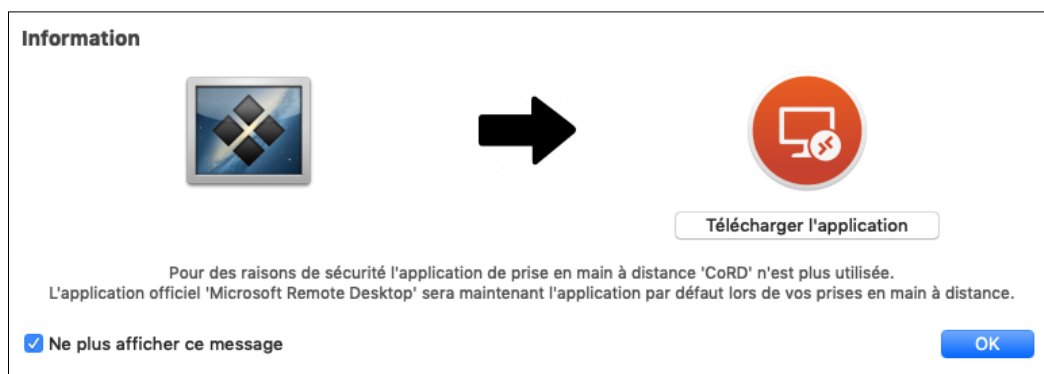 Information
Télécharger l'application
Pour des raisons de sécurité l'application de prise en main à distance 'CoRD' n'est plus utilisée.
L'application officiel 'Microsoft Remote Desktop' sera maintenant l'application par défaut lors de vos prises en main à distance.
Ne plus afficher ce message
OK